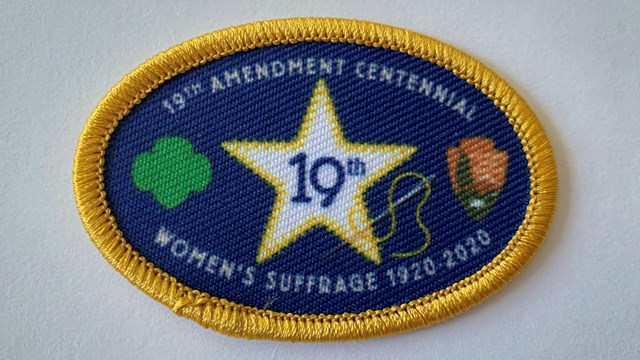 19TH AMENDMENT CENTENNIAL
19th
WOMEN'S SUFFRAGE 1920-2020